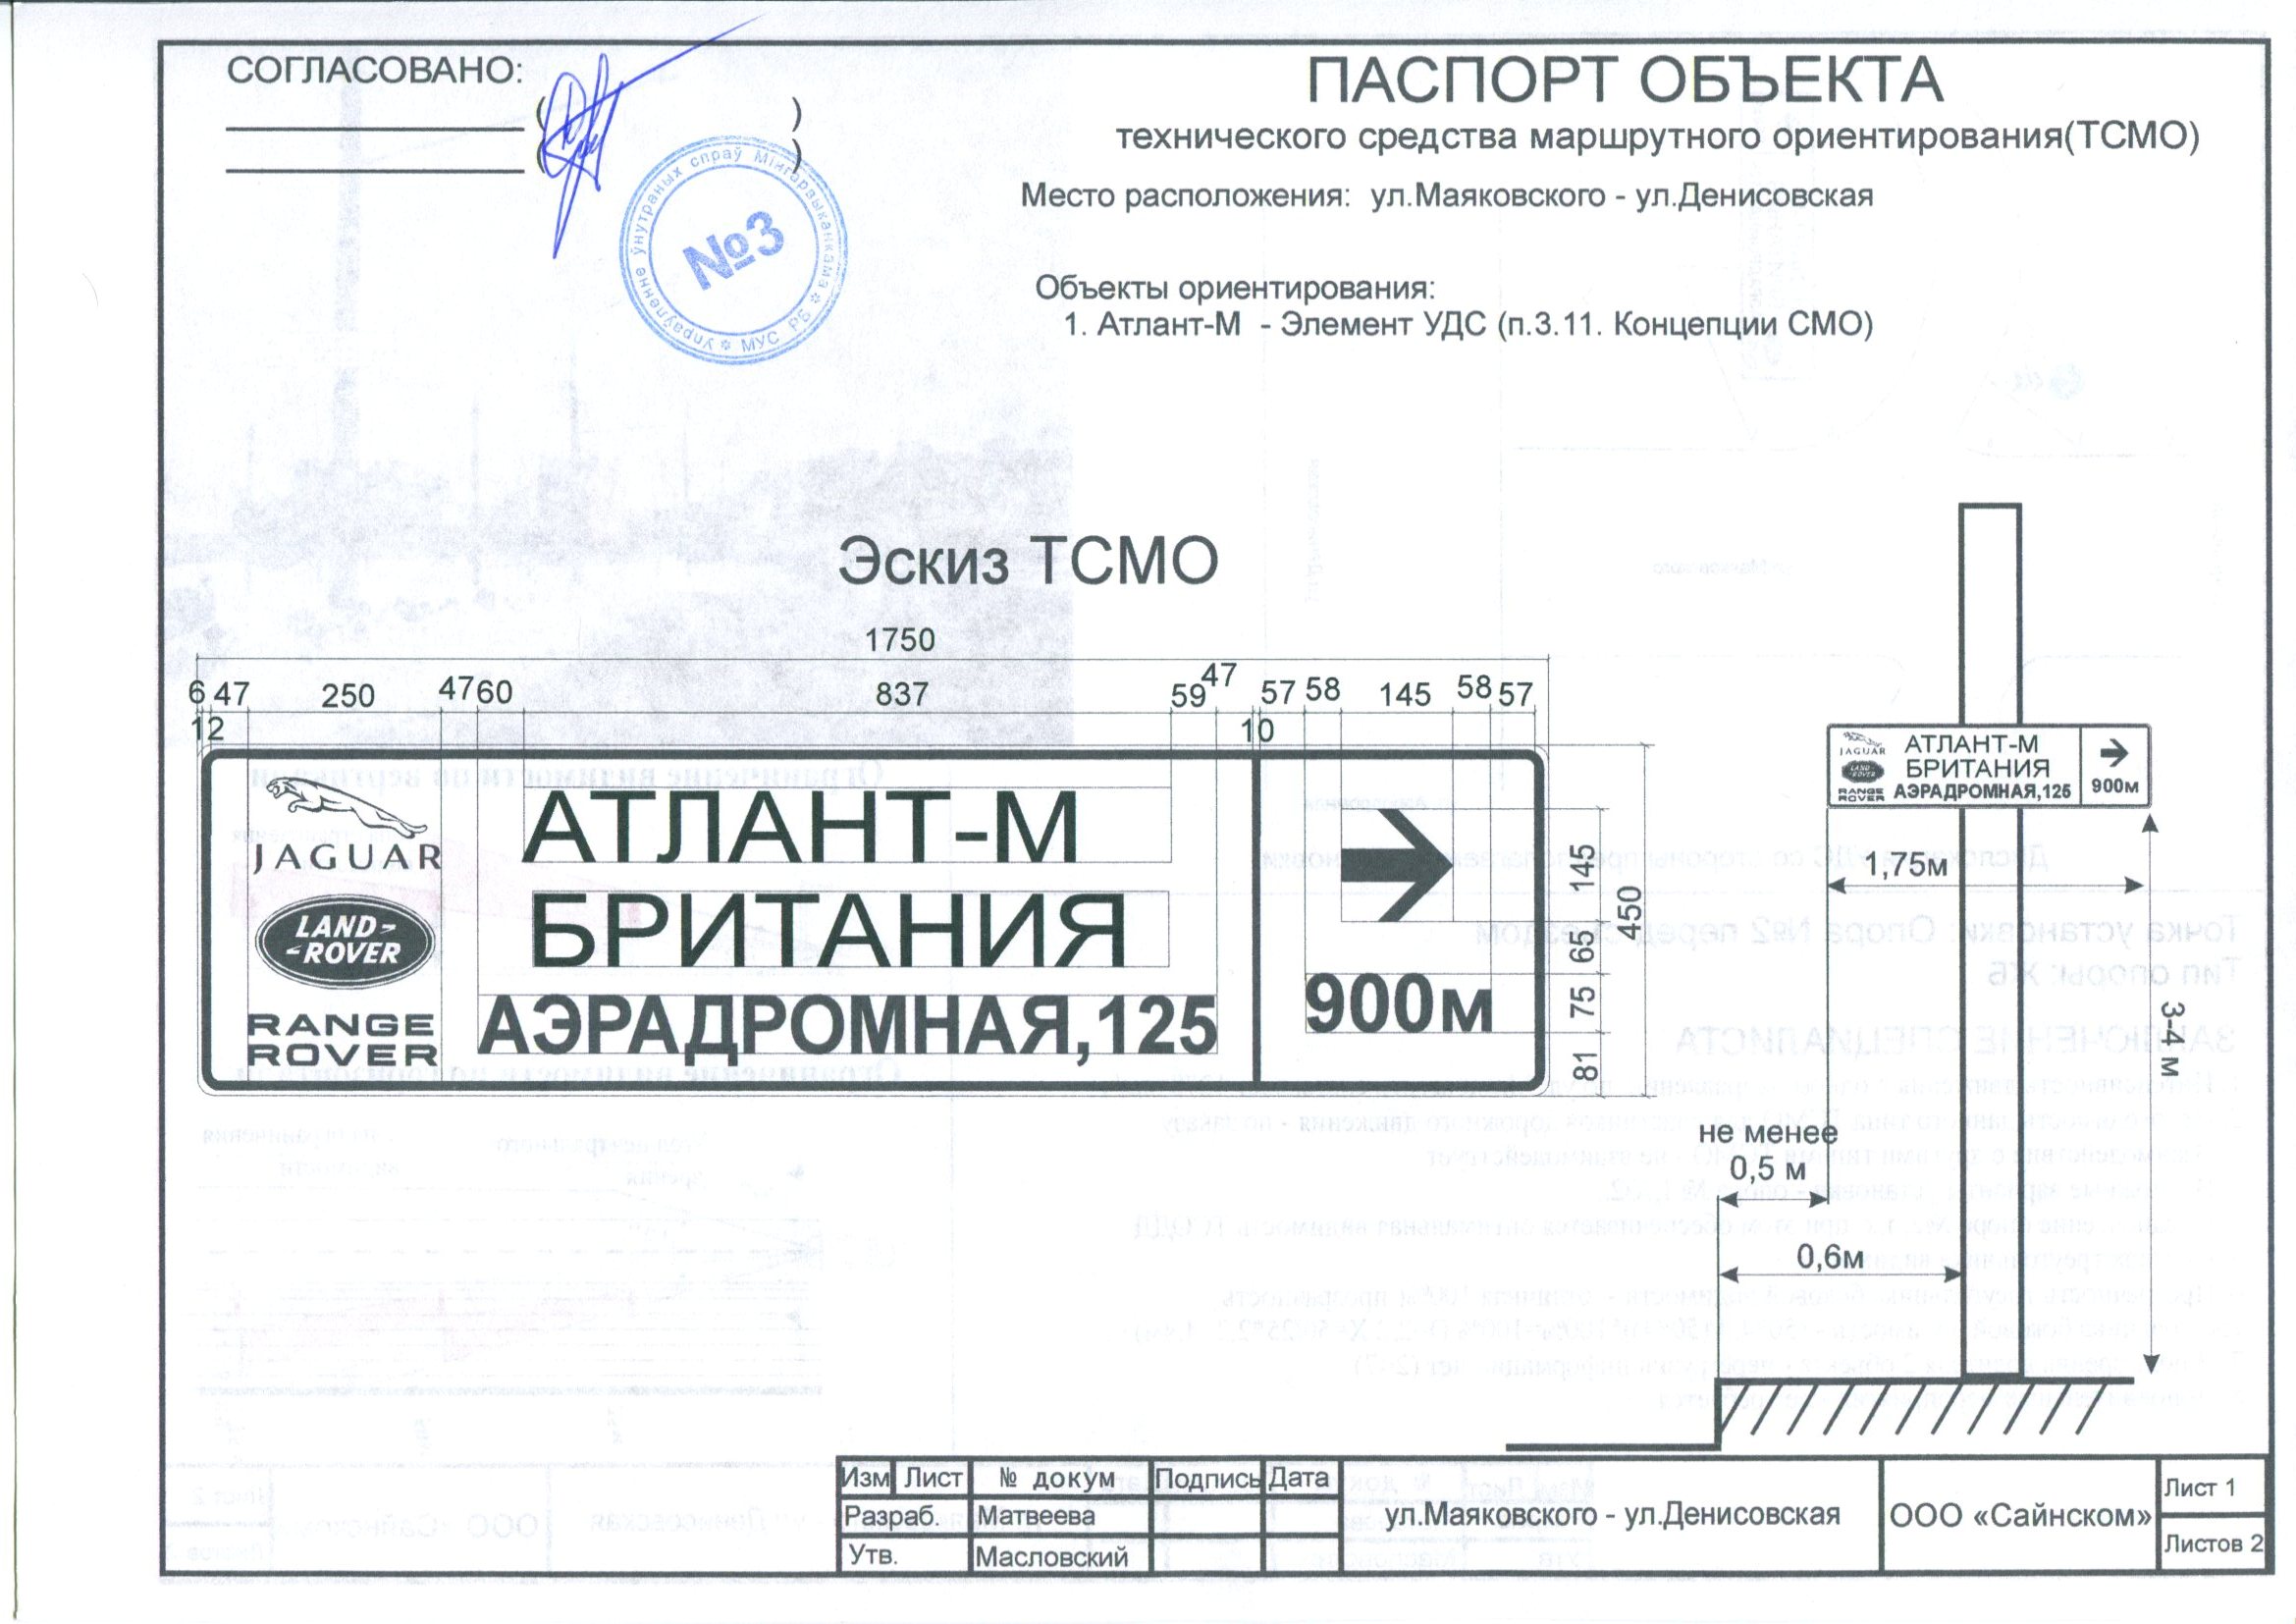 СОГЛАСОВАНО:
( )
( )
Упраўленне ўнутраных спраў Мінгарвыканкама
МУС РБ
№3
ПАСПОРТ ОБЪЕКТА
технического средства маршрутного ориентирования(ТСМО)
Место расположения: ул.Маяковского - ул.Денисовская
Объекты ориентирования:
1. Атлант-М - Элемент УДС (п.3.11. Концепции СМО)
Эскиз ТСМО
1750
6 47 250 47 60 837 59 47 57 58 145 58 57
12 10
JAGUAR
LAND-
-ROVER
RANGE
ROVER
АТЛАНТ-М
БРИТАНИЯ
АЭРАДРОМНАЯ,125
900м
145
65
75
81
450
JAGUAR
LAND-
-ROVER
RANGE
ROVER
АТЛАНТ-М
БРИТАНИЯ
АЭРАДРОМНАЯ,125
900м
1,75м
3-4 м
не менее
0,5 м
0,6м
Изм Лист № докум Подпись Дата
Разраб. Матвеева
Утв. Масловский
ул.Маяковского - ул.Денисовская
ООО «Сайнском»
Лист 1
Листов 2